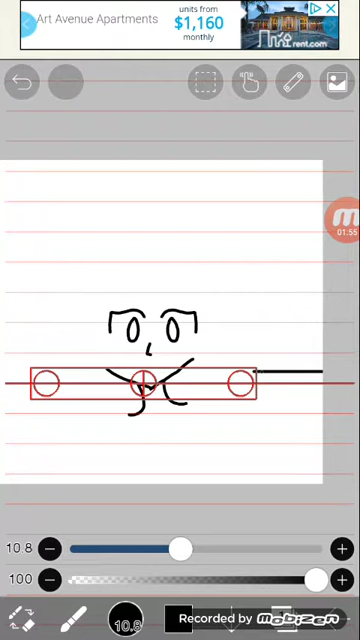 Art Avenue Apartments
units from
$1,160
monthly
rent.com
01:55
10.8
100
10.8
Recorded by mobizen